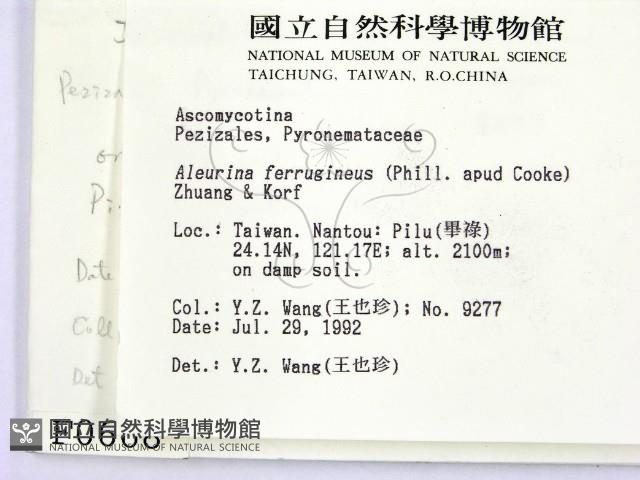 國立自然科學博物館
NATIONAL MUSEUM OF NATURAL SCIENCE
TAICHUNG, TAIWAN, R.O.CHINA
Ascomycotina
Pezizales, Pyronemataceae
Aleurina ferrugineus (Phill. apud Cooke)
Zhuang & Korf
Loc.: Taiwan. Nantou: Pilu(畢祿)
24.14N, 121.17E; alt. 2100m;
on damp soil.
Col.: Y.Z. Wang(王也珍); No. 9277
Date: Jul. 29, 1992
Det.: Y.Z. Wang(王也珍)
Date
Det
國立自然科學博物館
NATIONAL MUSEUM OF NATURAL SCIENCE